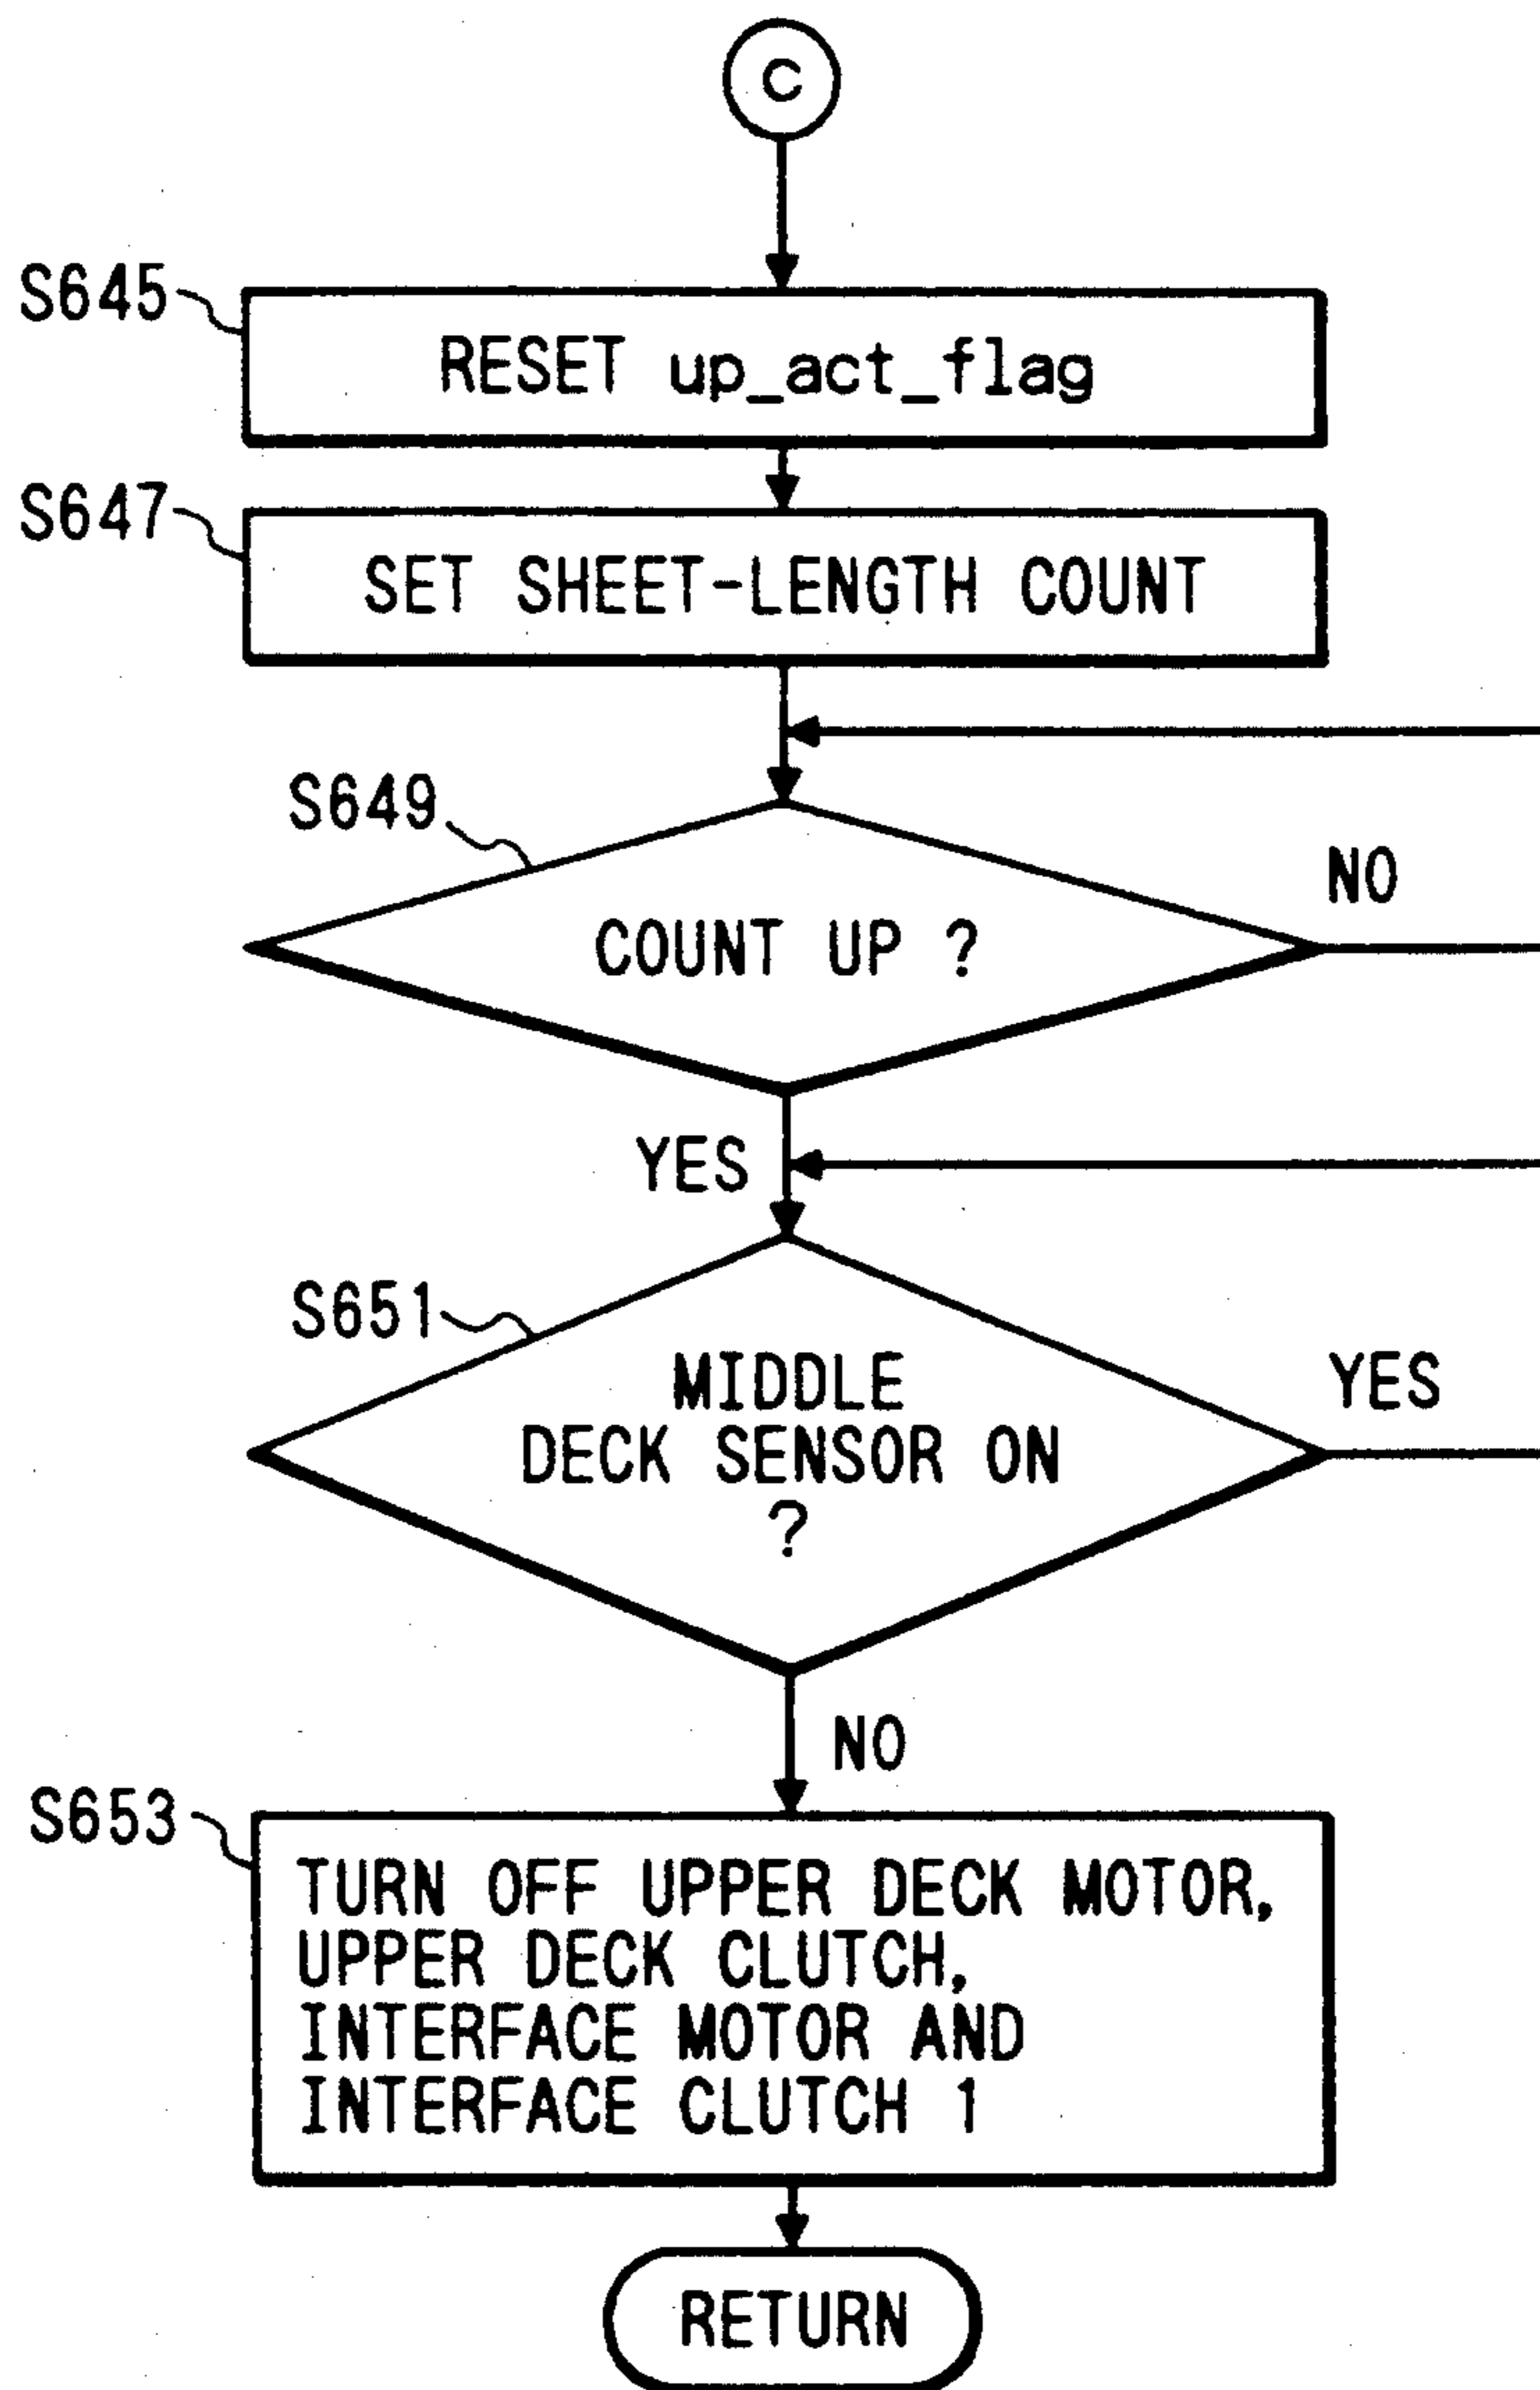 C
S645
RESET up_act_flag
S647
SET SHEET-LENGTH COUNT
S649
NO
COUNT UP ?
YES
S651
YES
MIDDLE
DECK SENSOR ON
?
NO
S653
TURN OFF UPPER DECK MOTOR,
UPPER DECK CLUTCH,
INTERFACE MOTOR AND
INTERFACE CLUTCH 1
RETURN